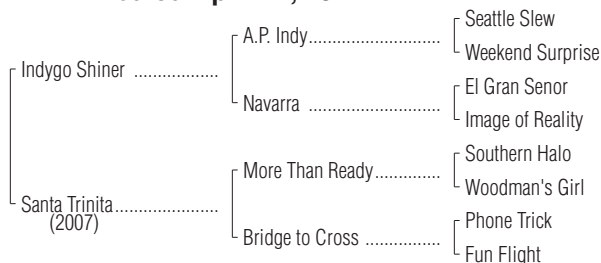 Seattle Slew
A.P. Indy
Weekend Surprise
Indygo Shiner
El Gran Senor
Navarra
Image of Reality
Southern Halo
More Than Ready
Woodman's Girl
Santa Trinita
(2007)
Phone Trick
Bridge to Cross
Fun Flight